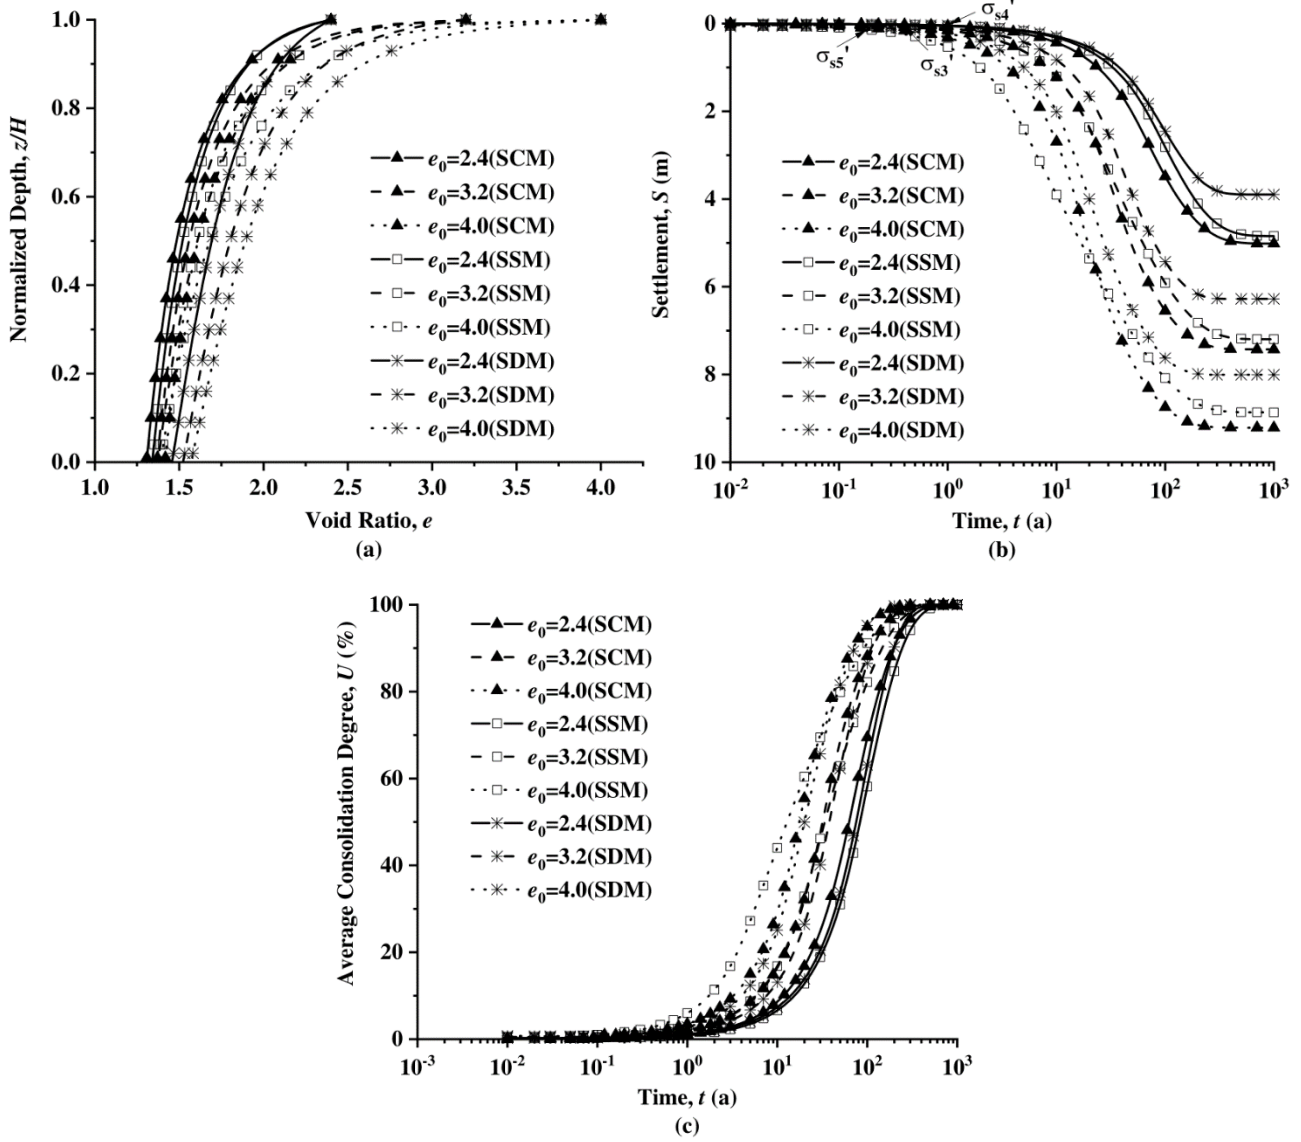 1.0
0.8
0.6
0.4
0.2
0.0
Normalized Depth, z/H
1.0 1.5 2.0 2.5 3.0 3.5 4.0
Void Ratio, e
(a)
e₀=2.4(SCM)
e₀=3.2(SCM)
e₀=4.0(SCM)
e₀=2.4(SSM)
e₀=3.2(SSM)
e₀=4.0(SSM)
e₀=2.4(SDM)
e₀=3.2(SDM)
e₀=4.0(SDM)
0
2
4
6
8
10
Settlement, S (m)
σs4'
σs5'
σs3'
e₀=2.4(SCM)
e₀=3.2(SCM)
e₀=4.0(SCM)
e₀=2.4(SSM)
e₀=3.2(SSM)
e₀=4.0(SSM)
e₀=2.4(SDM)
e₀=3.2(SDM)
e₀=4.0(SDM)
10⁻² 10⁻¹ 10⁰ 10¹ 10² 10³
Time, t (a)
(b)
100
80
60
40
20
0
Average Consolidation Degree, U (%)
e₀=2.4(SCM)
e₀=3.2(SCM)
e₀=4.0(SCM)
e₀=2.4(SSM)
e₀=3.2(SSM)
e₀=4.0(SSM)
e₀=2.4(SDM)
e₀=3.2(SDM)
e₀=4.0(SDM)
10⁻³ 10⁻² 10⁻¹ 10⁰ 10¹ 10² 10³
Time, t (a)
(c)